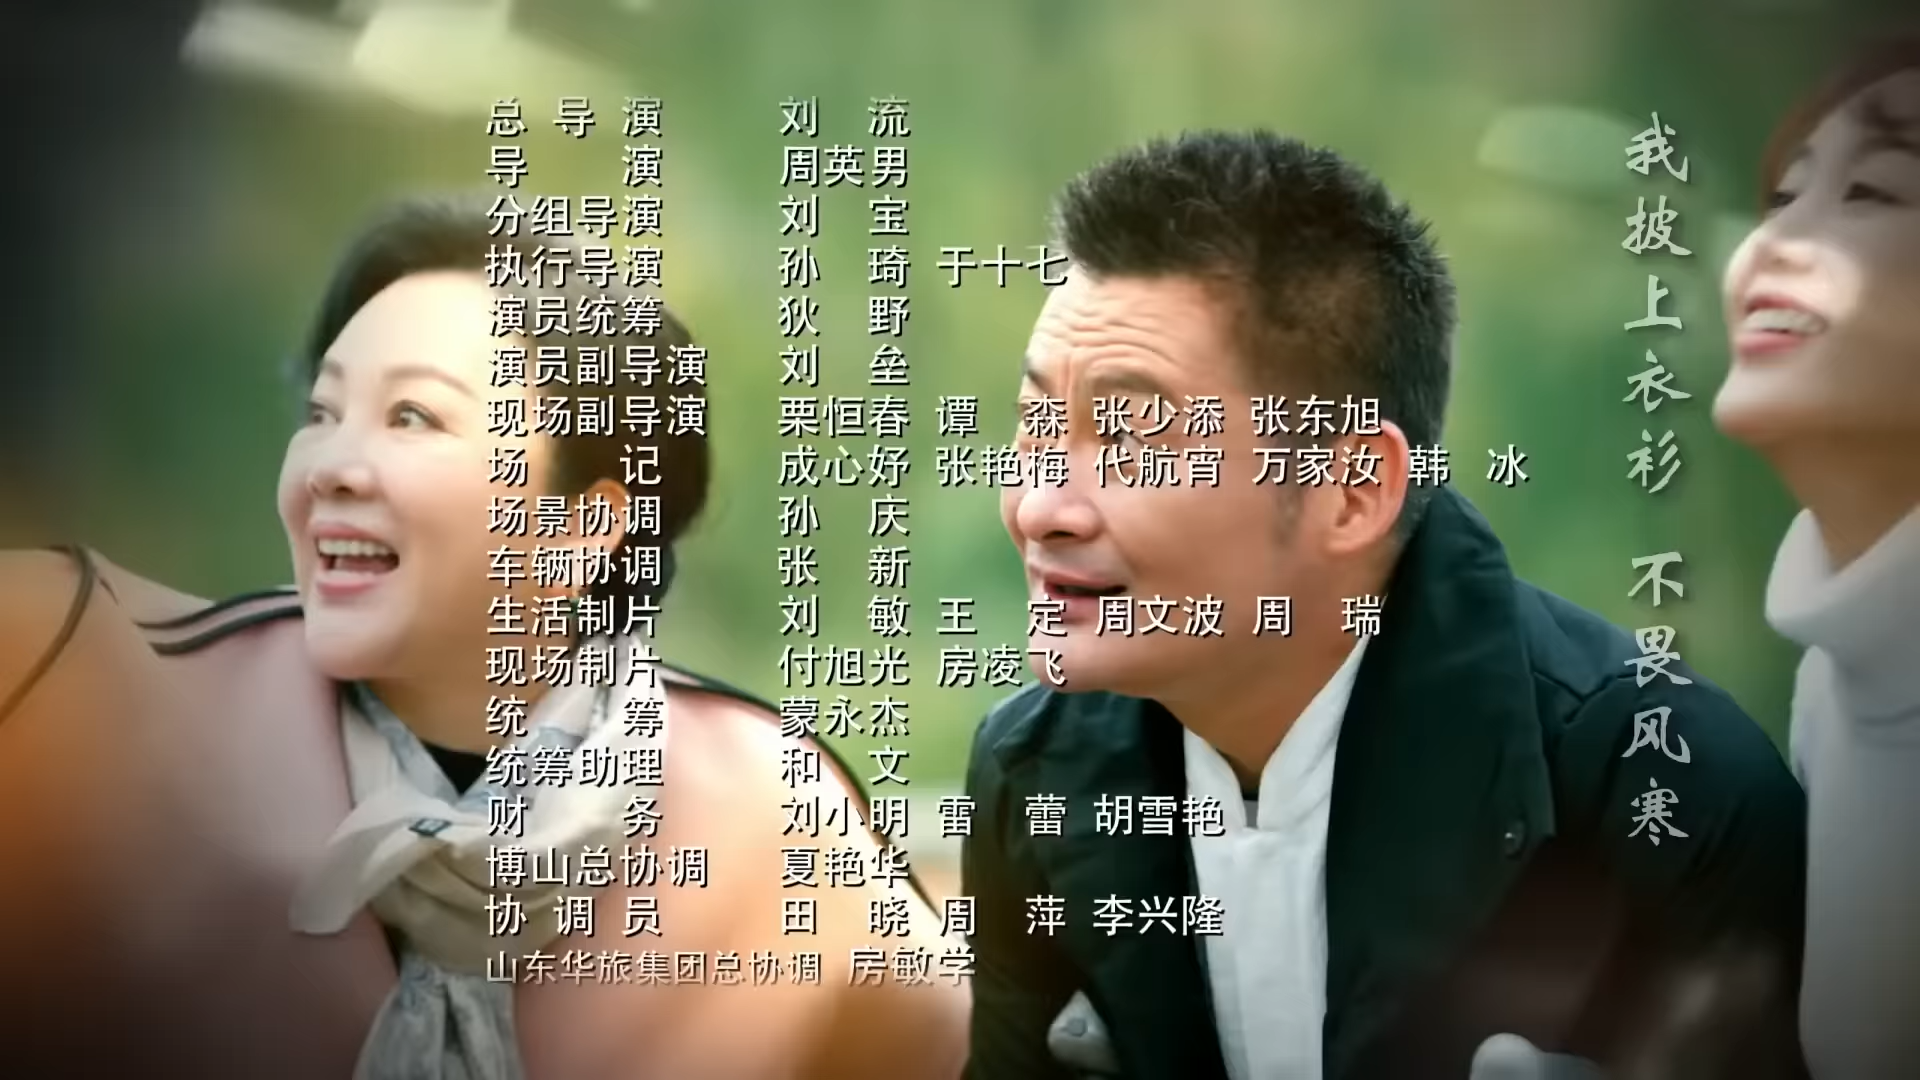 总导演 刘流
导演 周英男
分组导演 刘宝
执行导演 孙琦 于十七
演员统筹 狄野
演员副导演 刘垒
现场副导演 栗恒春 谭森 张少添 张东旭
场记 成心妤 张艳梅 代航宵 万家汝 韩冰
场景协调 孙庆
车辆协调 张新
生活制片 刘敏 王定 周文波 周瑞
现场制片 付旭光 房凌飞
统筹 蒙永杰
统筹助理 和文
财务 刘小明 雷蕾 胡雪艳
博山总协调 夏艳华
协调员 田晓 周萍 李兴隆
山东华旅集团总协调 房敏学
我披上衣衫 不畏风寒